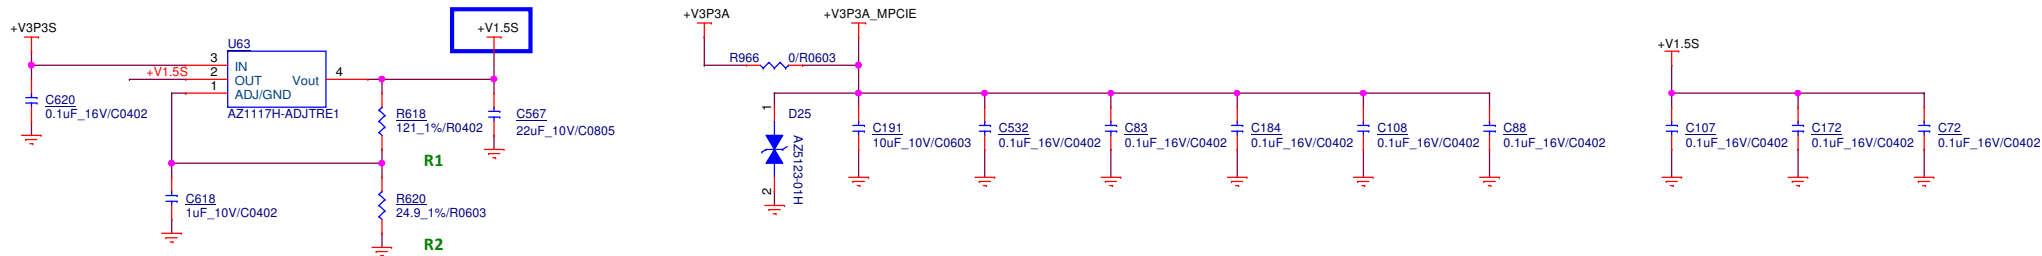 +V3P3S
U63
3
IN
+V1.5S
2
OUT
Vout
4
1
ADJ/GND
AZ1117H-ADJTRE1
C620
0.1uF_16V/C0402
+V1.5S
R618
121_1%/R0402
C567
22uF_10V/C0805
R1
C618
1uF_10V/C0402
R620
24.9_1%/R0603
R2
+V3P3A
+V3P3A_MPCIE
R966
0/R0603
1
D25
AZ5123-01H
2
C191
10uF_10V/C0603
C532
0.1uF_16V/C0402
C83
0.1uF_16V/C0402
C184
0.1uF_16V/C0402
C108
0.1uF_16V/C0402
C88
0.1uF_16V/C0402
+V1.5S
C107
0.1uF_16V/C0402
C172
0.1uF_16V/C0402
C72
0.1uF_16V/C0402